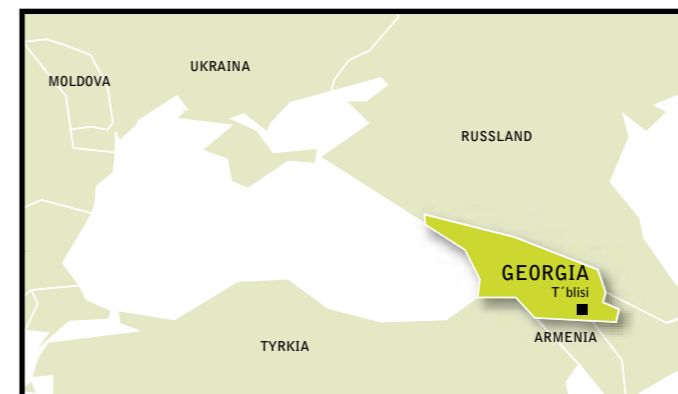 UKRAINA
MOLDOVA
RUSSLAND
GEORGIA
T´blisi
ARMENIA
TYRKIA